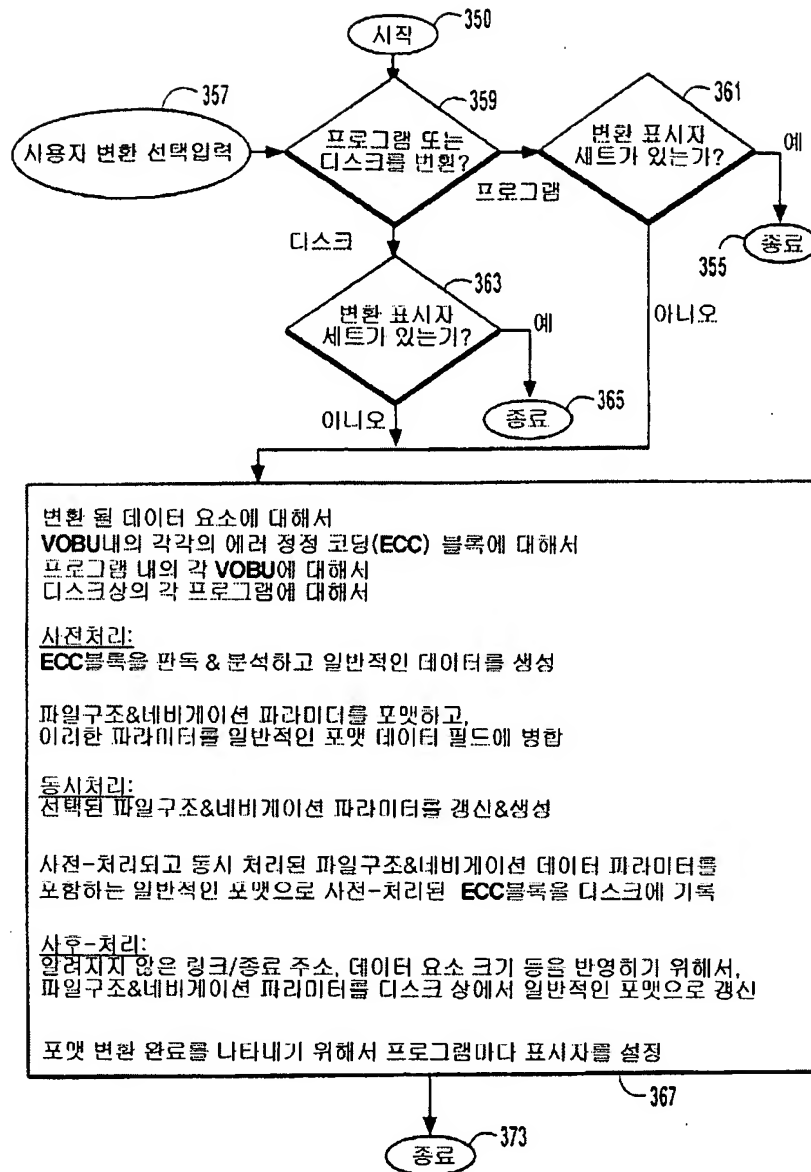 시작
350
357
사용자 변환 선택입력
359
프로그램 또는
디스크를 변환?
프로그램
361
변환 표시자
세트가 있는가?
예
종료
355
디스크
363
변환 표시자
세트가 있는가?
예
종료
365
아니오
아니오
변환 될 데이터 요소에 대해서
VOBU내의 각각의 에러 정정 코딩(ECC) 블록에 대해서
프로그램 내의 각 VOBU에 대해서
디스크상의 각 프로그램에 대해서
사전처리:
ECC블록을 판독 & 분석하고 일반적인 데이터를 생성
파일구조&네비게이션 파라미터를 포맷하고,
이러한 파라미터를 일반적인 포맷 데이터 필드에 병합
동시처리:
선택된 파일구조&네비게이션 파라미터를 갱신&생성
사전-처리되고 동시 처리된 파일구조&네비게이션 데이터 파라미터를
포함하는 일반적인 포맷으로 사전-처리된 ECC블록을 디스크에 기록
사후-처리:
알려지지 않은 링크/종료 주소, 데이터 요소 크기 등을 반영하기 위해서,
파일구조&네비게이션 파라미터를 디스크 상에서 일반적인 포맷으로 갱신
포맷 변환 완료를 나타내기 위해서 프로그램마다 표시자를 설정
367
종료
373